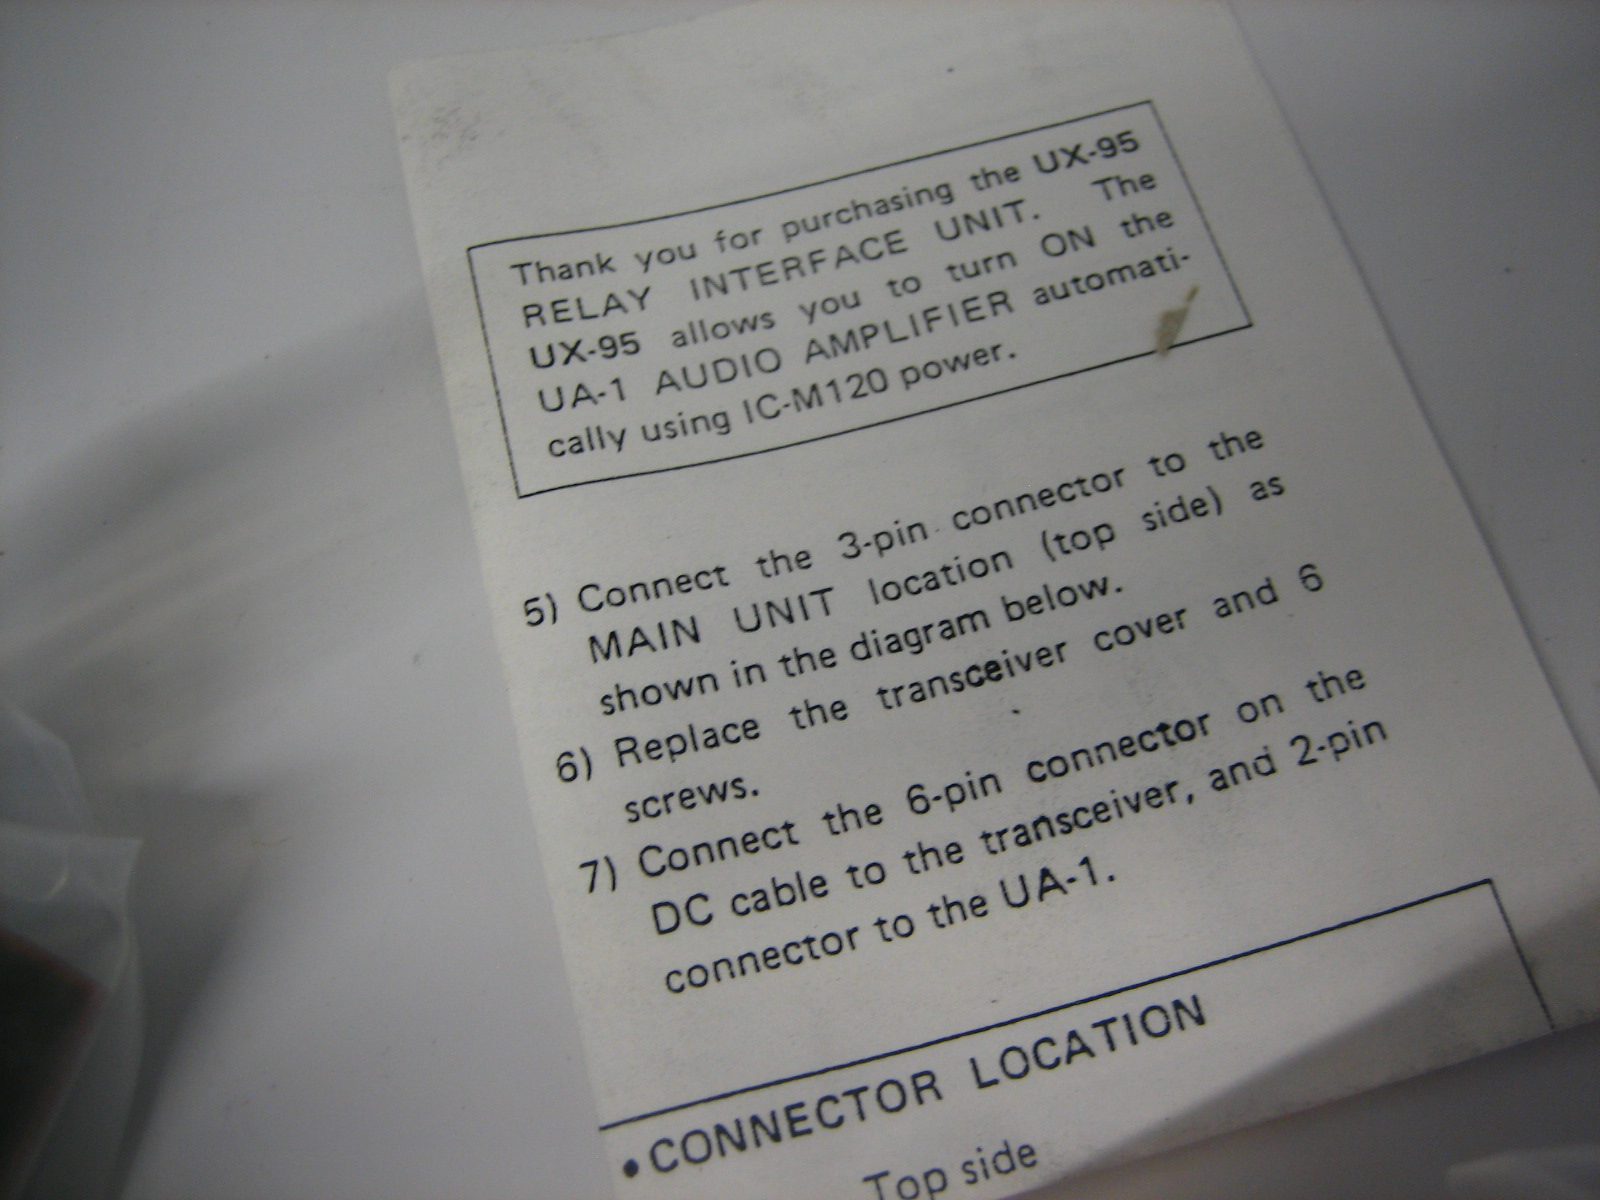 Thank you for purchasing the UX-95
RELAY INTERFACE UNIT. The
UX-95 allows you to turn ON the
UA-1 AUDIO AMPLIFIER automati-
cally using IC-M120 power.
5) Connect the 3-pin connector to the
MAIN UNIT location (top side) as
shown in the diagram below.
6) Replace the transceiver cover and 6
screws.
7) Connect the 6-pin connector on the
DC cable to the transceiver, and 2-pin
connector to the UA-1.
•CONNECTOR LOCATION
Top side